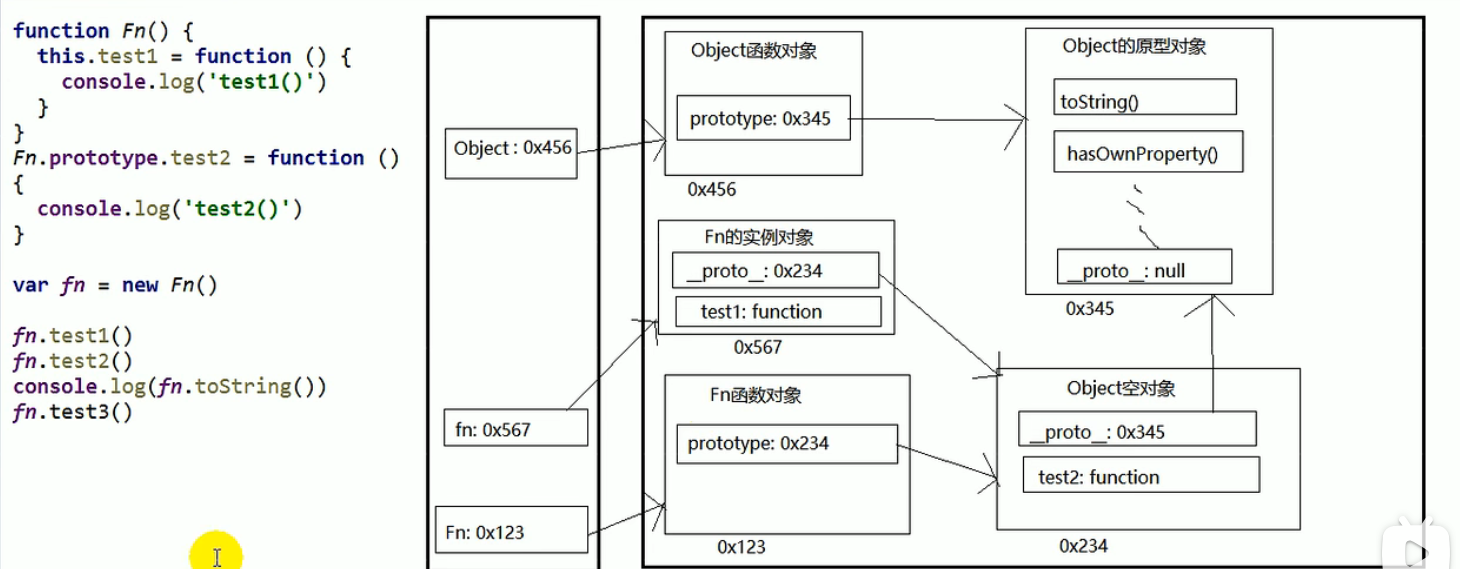 function Fn() {
this.test1 = function () {
console.log('test1()')
}
}
Fn.prototype.test2 = function ()
{
console.log('test2()')
}
var fn = new Fn()
fn.test1()
fn.test2()
console.log(fn.toString())
fn.test3()
Object : 0x456
fn: 0x567
Fn: 0x123
Object函数对象
prototype: 0x345
0x456
Fn的实例对象
__proto__: 0x234
test1: function
0x567
Fn函数对象
prototype: 0x234
0x123
Object的原型对象
toString()
hasOwnProperty()
__proto__: null
0x345
Object空对象
__proto__: 0x345
test2: function
0x234